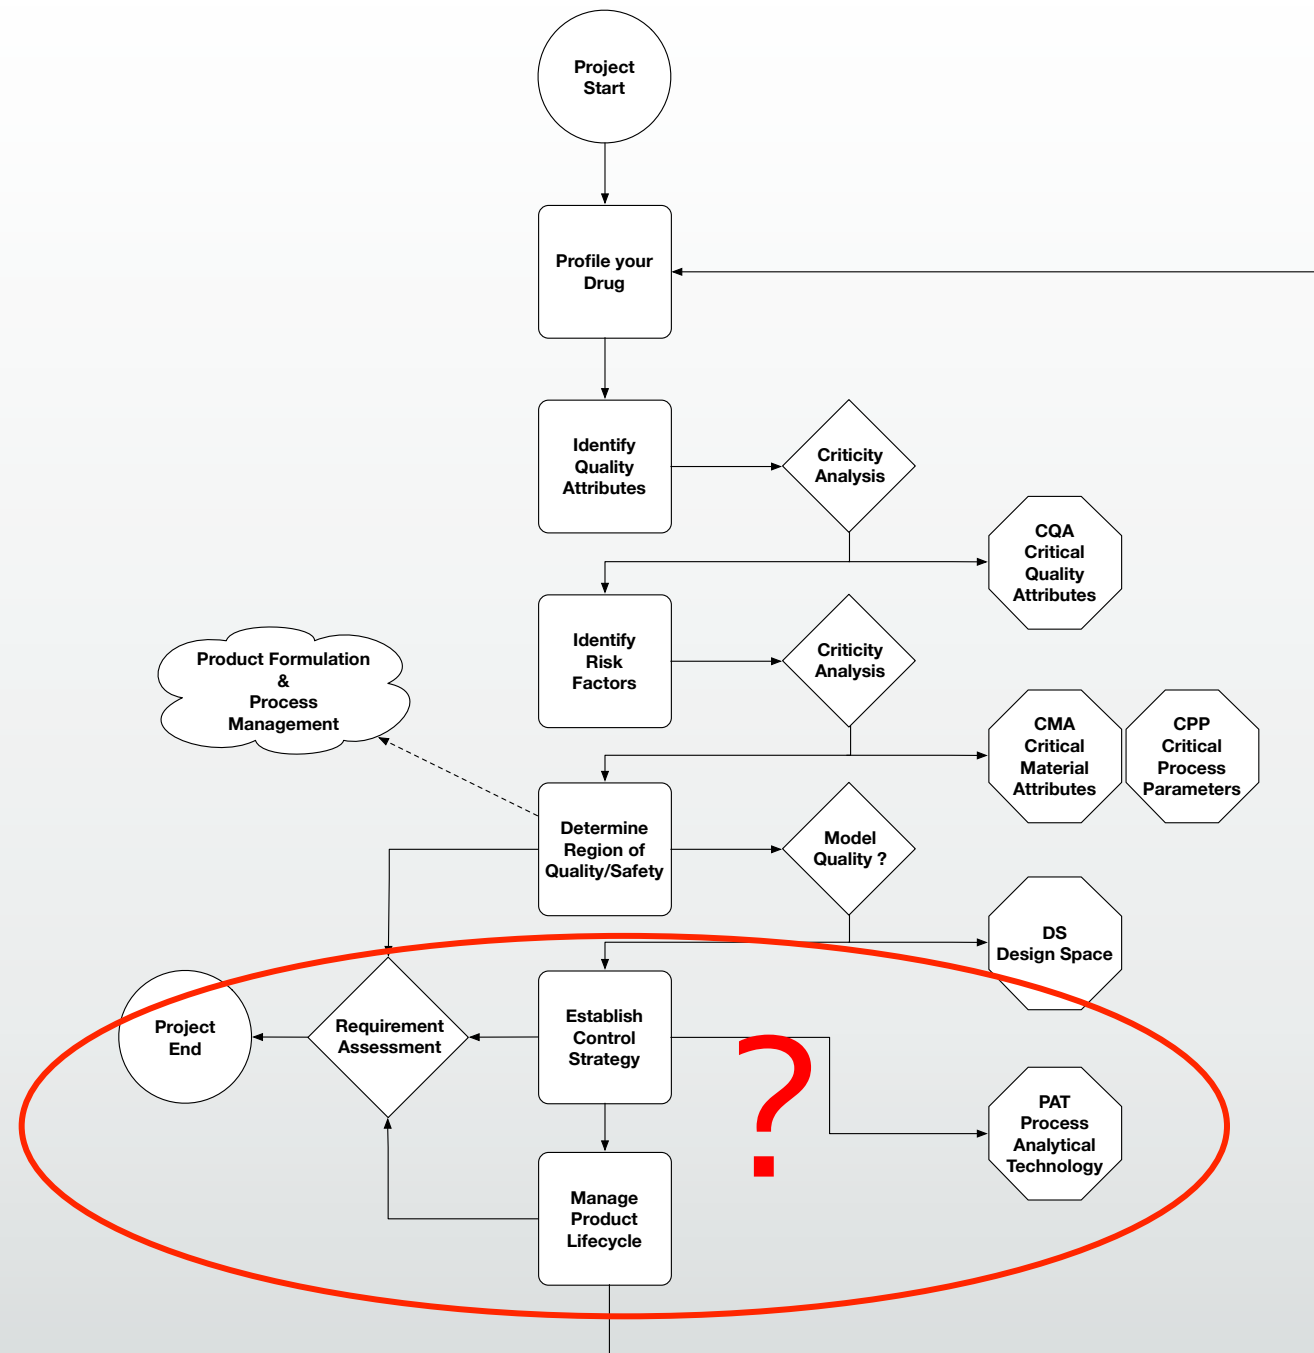 Project
Start
Profile your
Drug
Identify
Quality
Attributes
Criticity
Analysis
CQA
Critical
Quality
Attributes
Identify
Risk
Factors
Criticity
Analysis
Product Formulation
&
Process
Management
CMA
Critical
Material
Attributes
CPP
Critical
Process
Parameters
Determine
Region of
Quality/Safety
Model
Quality ?
DS
Design Space
Project
End
Requirement
Assessment
Establish
Control
Strategy
?
PAT
Process
Analytical
Technology
Manage
Product
Lifecycle